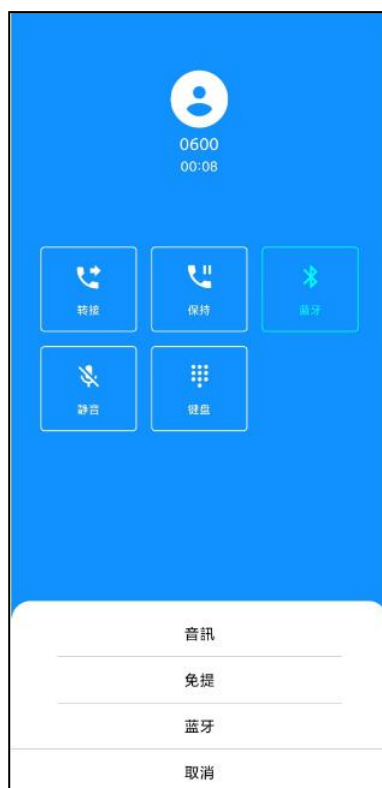 0600
00:08
转接 保持 蓝牙
静音 键盘
音訊
免提
蓝牙
取消